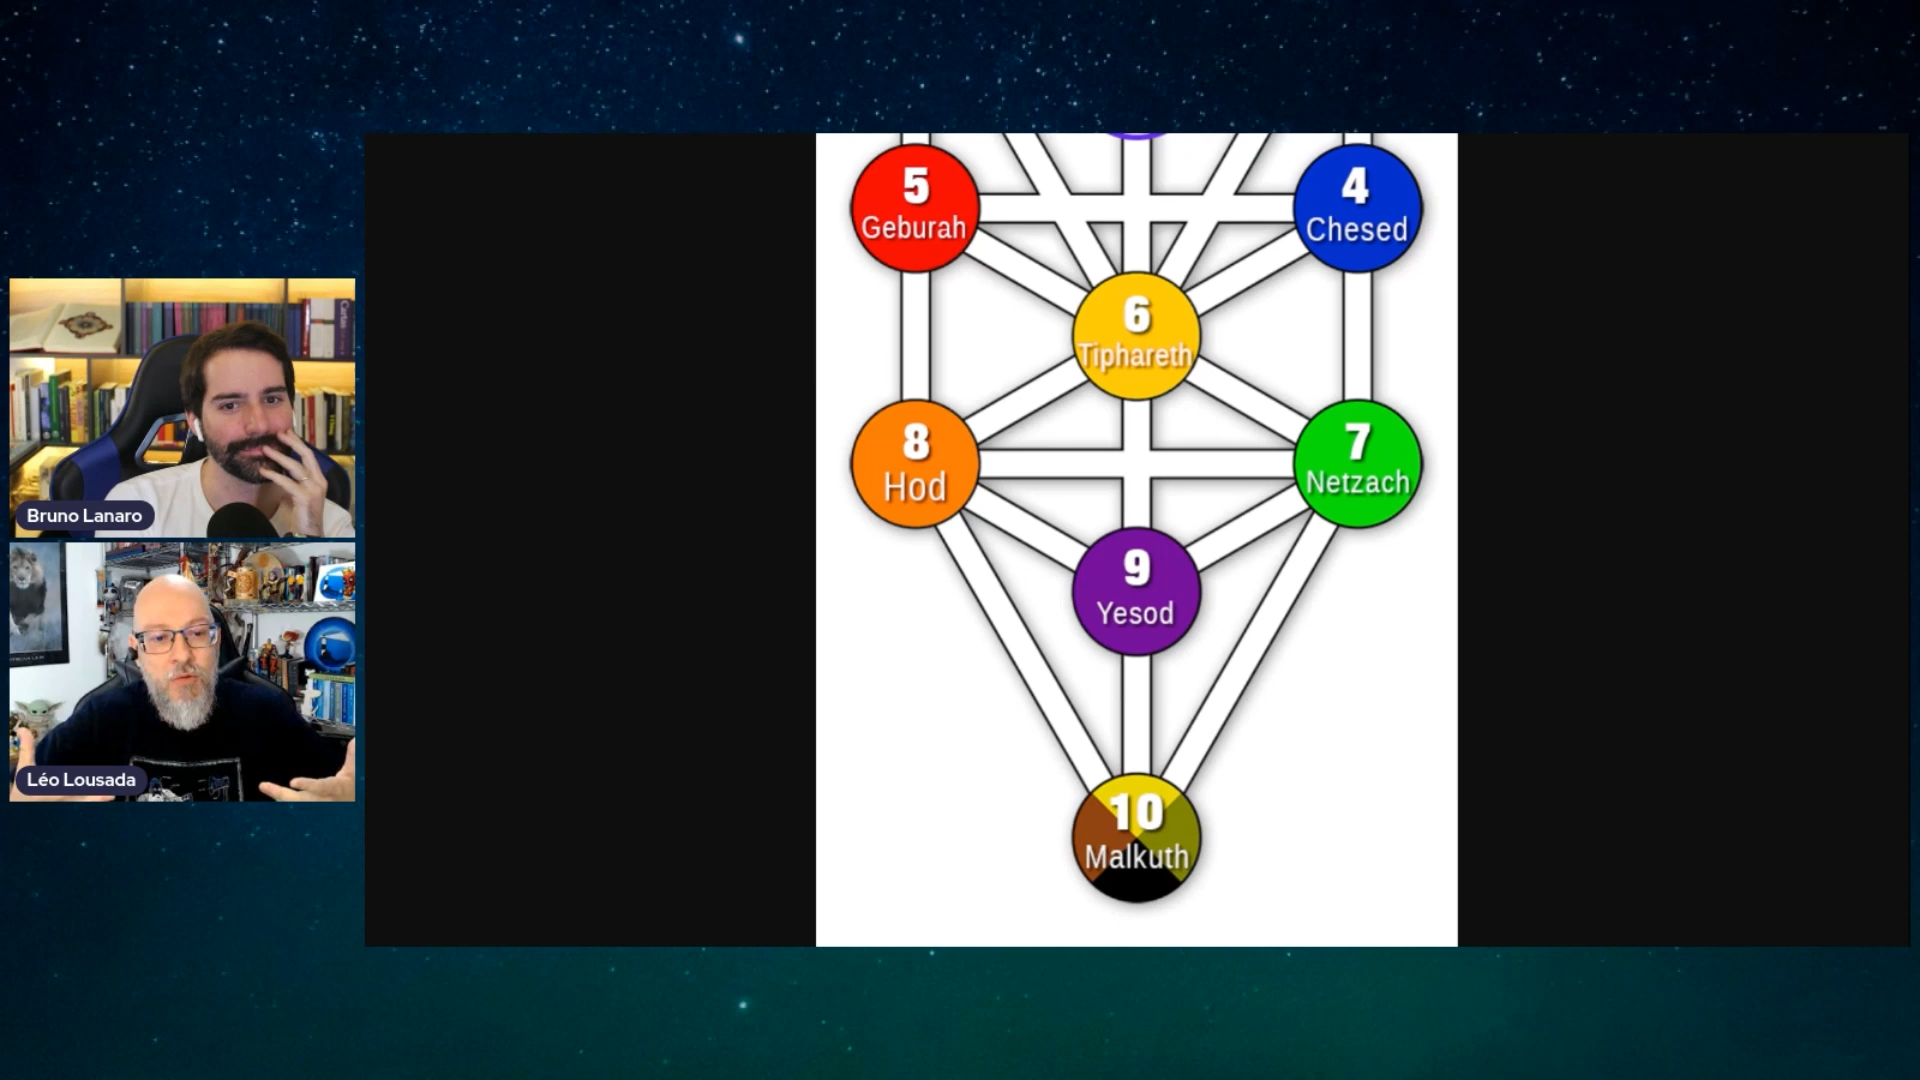 5
Geburah
4
Chesed
6
Tiphareth
8
Hod
7
Netzach
9
Yesod
10
Malkuth
Bruno Lanaro
Léo Lousada